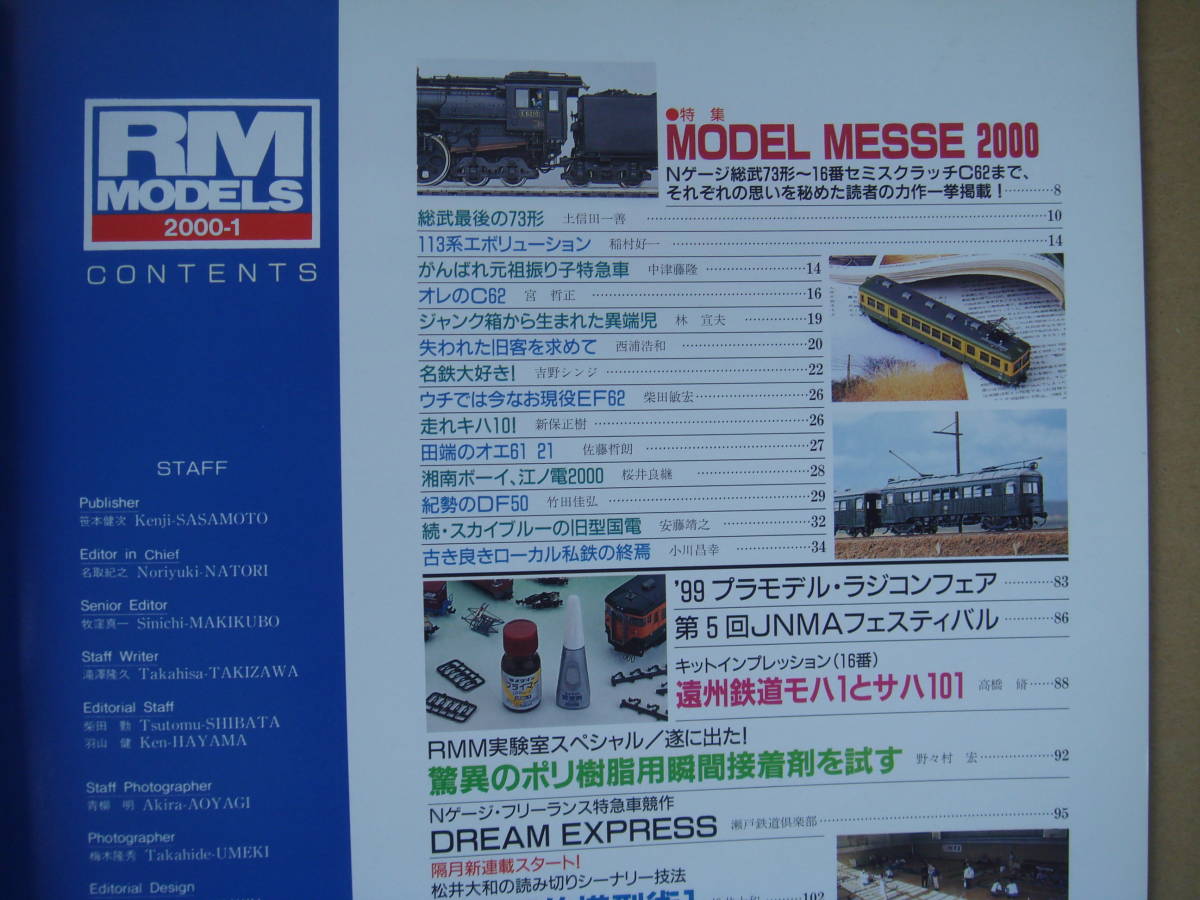 RM
MODELS
2000-1
CONTENTS
STAFF
Publisher
笹本健次 Kenji-SASAMOTO
Editor in Chief
名取紀之 Noriyuki-NATORI
Senior Editor
牧窪真一 Sinichi-MAKIKUBO
Staff Writer
滝澤隆久 Takahisa-TAKIZAWA
Editorial Staff
柴田 勤 Tsutomu-SHIBATA
羽山 健 Ken-HAYAMA
Staff Photographer
青柳 明 Akira-AOYAGI
Photographer
梅木隆秀 Takahide-UMEKI
Editorial Design
●特 集
MODEL MESSE 2000
Nゲージ総武73形〜16番セミスクラッチC62まで、
それぞれの思いを秘めた読者の力作一挙掲載!…………8
総武最後の73形 土信田一善 …………10
113系エボリューション 稲村好一 …………14
がんばれ元祖振り子特急車 中津藤隆 …………14
オレのC62 宮 哲正 …………16
ジャンク箱から生まれた異端児 林 宣夫 …………19
失われた旧客を求めて 西浦浩和 …………20
名鉄大好き! 吉野シンジ …………22
ウチでは今なお現役EF62 柴田敏宏 …………26
走れキハ10! 新保正樹 …………26
田端のオエ61 21 佐藤哲朗 …………27
湘南ボーイ、江ノ電2000 桜井良継 …………28
紀勢のDF50 竹田佳弘 …………29
続・スカイブルーの旧型国電 安藤靖之 …………32
古き良きローカル私鉄の終焉 小川昌幸 …………34
'99 プラモデル・ラジコンフェア …………83
第5回JNMAフェスティバル …………86
キットインプレッション(16番)
遠州鉄道モハ1とサハ101 高橋 脩 ……88
RMM実験室スペシャル/遂に出た!
驚異のポリ樹脂用瞬間接着剤を試す 野々村 宏 …………92
Nゲージ・フリーランス特急車競作
DREAM EXPRESS 瀬戸鉄道倶楽部 …………95
隔月新連載スタート!
松井大和の読み切りシーナリー技法